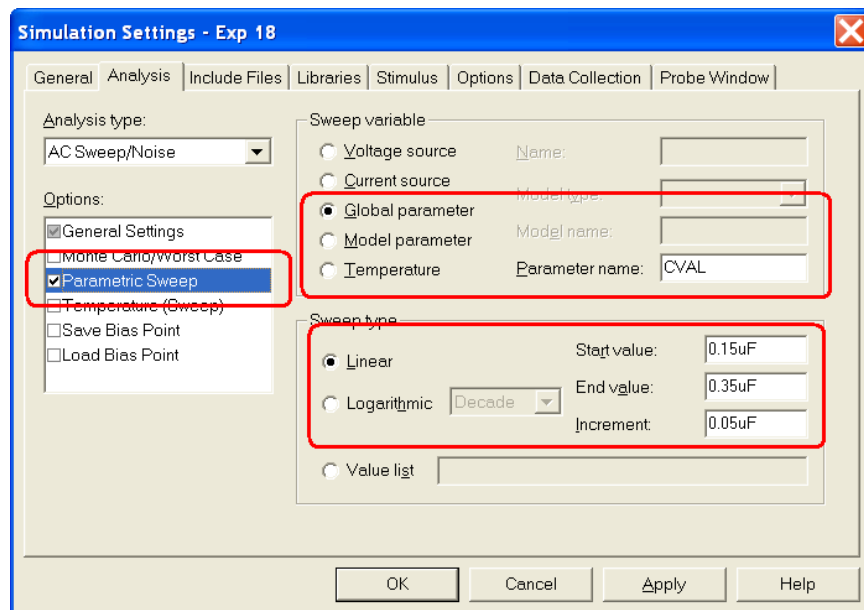 Simulation Settings - Exp 18
General Analysis Include Files Libraries Stimulus Options Data Collection Probe Window
Analysis type:
AC Sweep/Noise
Options:
General Settings
Monte Carlo/Worst Case
Parametric Sweep
Temperature (Sweep)
Save Bias Point
Load Bias Point
Sweep variable
Voltage source
Current source
Global parameter
Model parameter
Temperature
Name:
Model type:
Model name:
Parameter name: CVAL
Sweep type
Linear
Logarithmic Decade
Start value: 0.15uF
End value: 0.35uF
Increment: 0.05uF
Value list
OK Cancel Apply Help